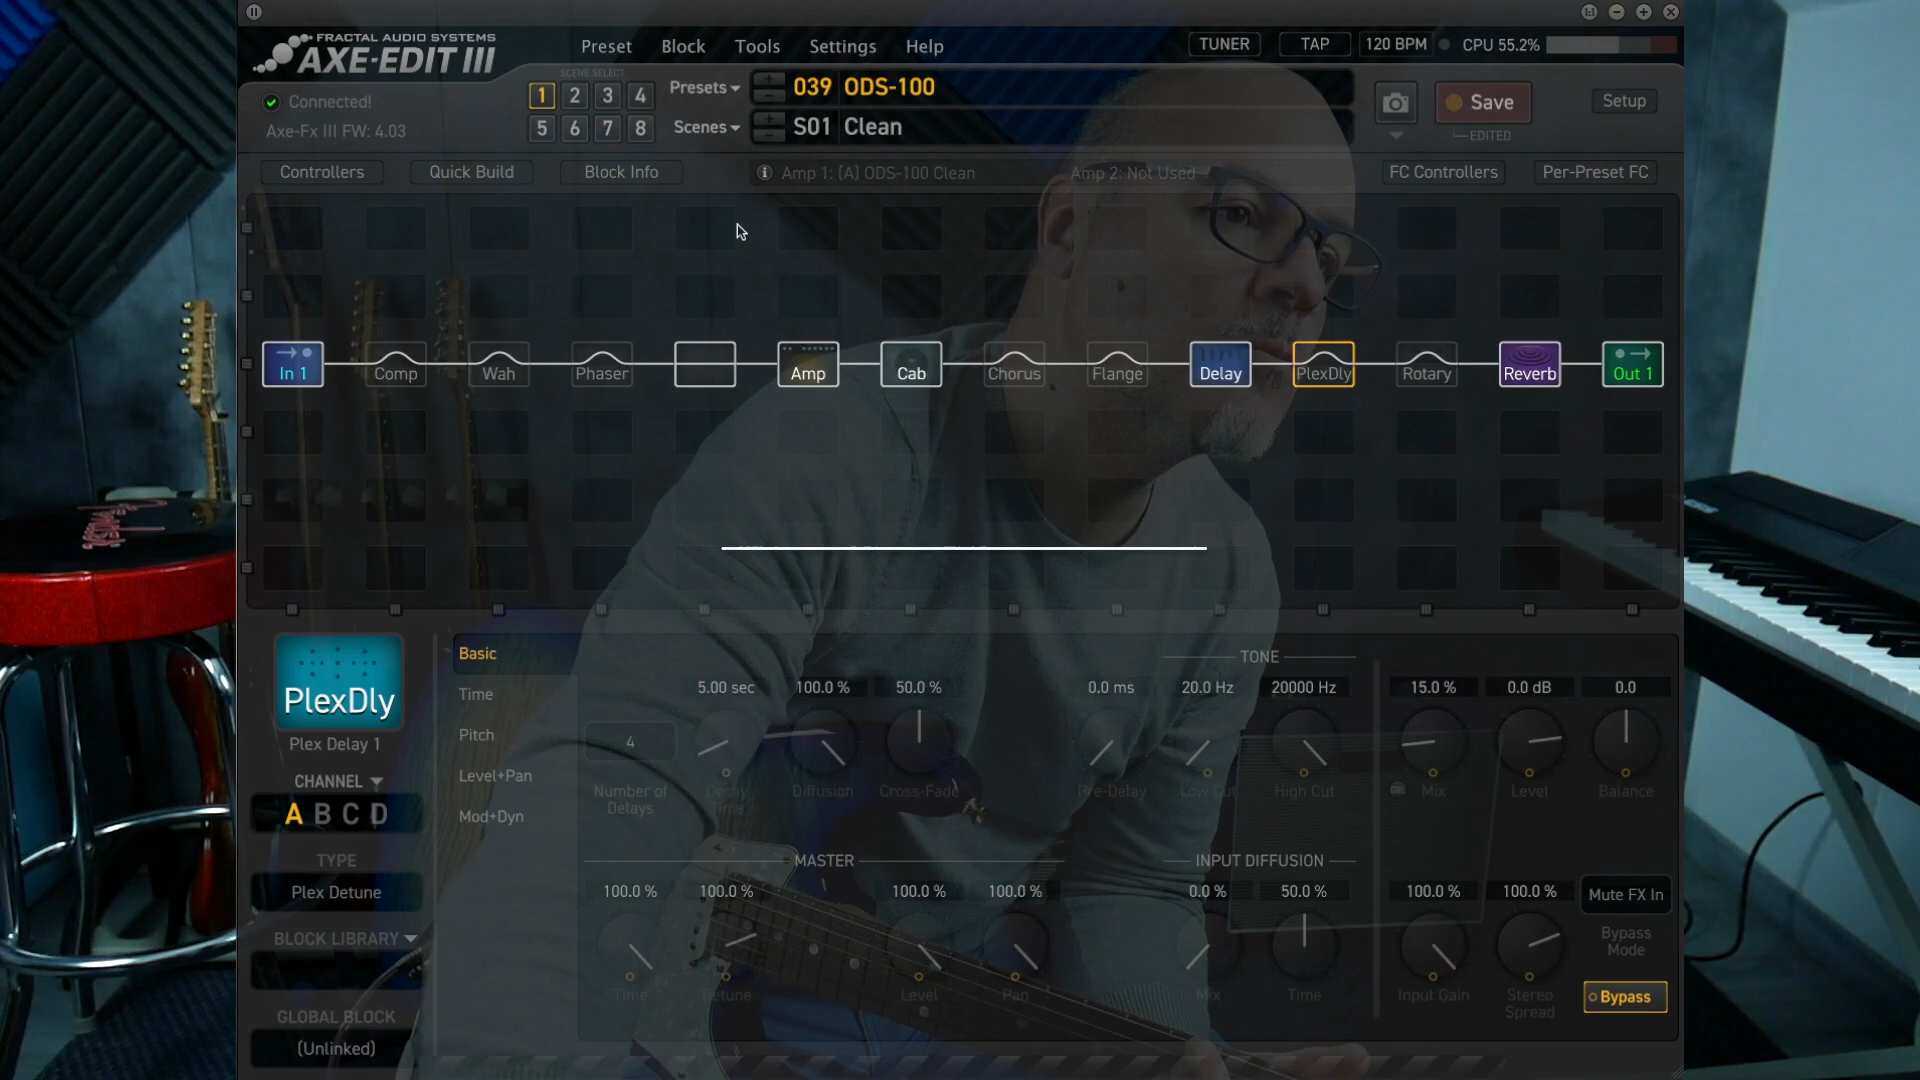 FRACTAL AUDIO SYSTEMS
AXE-EDIT III
Preset Block Tools Settings Help
TUNER TAP 120 BPM CPU 55.2%
SCENE SELECT
1 2 3 4
5 6 7 8
Presets 039 ODS-100
Scenes S01 Clean
Connected!
Axe-Fx III FW: 4.03
Save
EDITED
Setup
Controllers Quick Build Block Info
Amp 1: (A) ODS-100 Clean Amp 2: Not Used
FC Controllers Per-Preset FC
In 1 Comp Wah Phaser Amp Cab Chorus Flange Delay PlexDly Rotary Reverb Out 1
PlexDly
Plex Delay 1
CHANNEL
A B C D
TYPE
Plex Detune
BLOCK LIBRARY
GLOBAL BLOCK
(Unlinked)
Basic
Time
Pitch
Level+Pan
Mod+Dyn
TONE
5.00 sec 100.0 % 50.0 % 0.0 ms 20.0 Hz 20000 Hz 15.0 % 0.0 dB 0.0
4
Number of Delays Decay Time Diffusion Cross-Fade Pre-Delay Low Cut High Cut Mix Level Balance
MASTER INPUT DIFFUSION
100.0 % 100.0 % 100.0 % 100.0 % 0.0 % 50.0 % 100.0 % 100.0 % Mute FX In
Bypass Mode
Time Detune Level Pan Mix Time Input Gain Stereo Spread Bypass